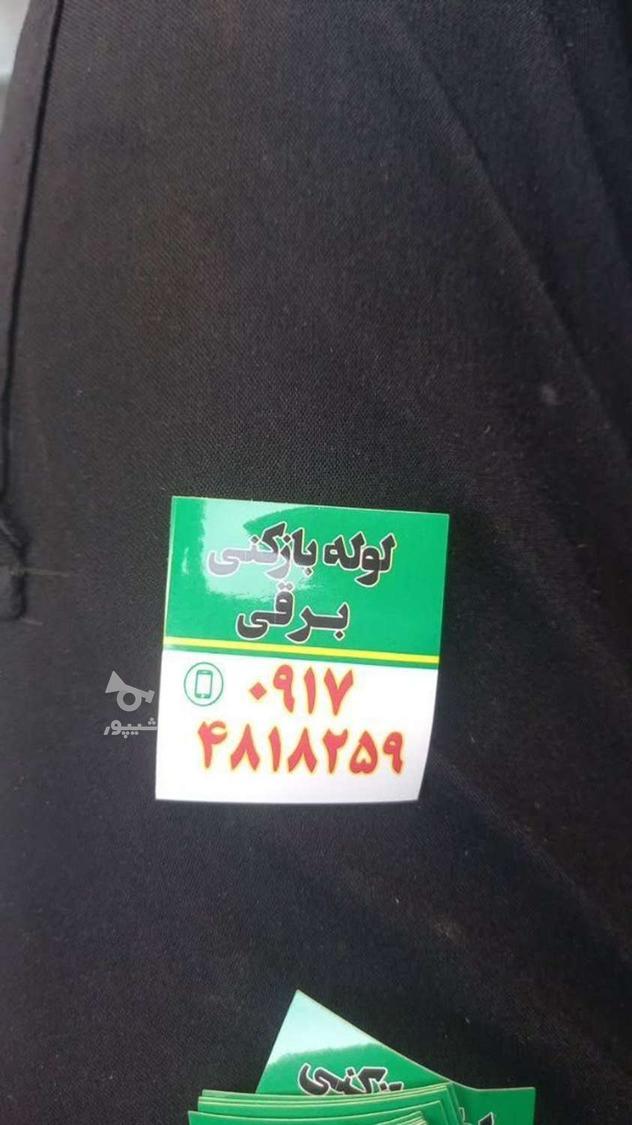 لوله بازکنی
برقی
۰۹۱۷
۴۸۱۸۲۵۹
شیپور